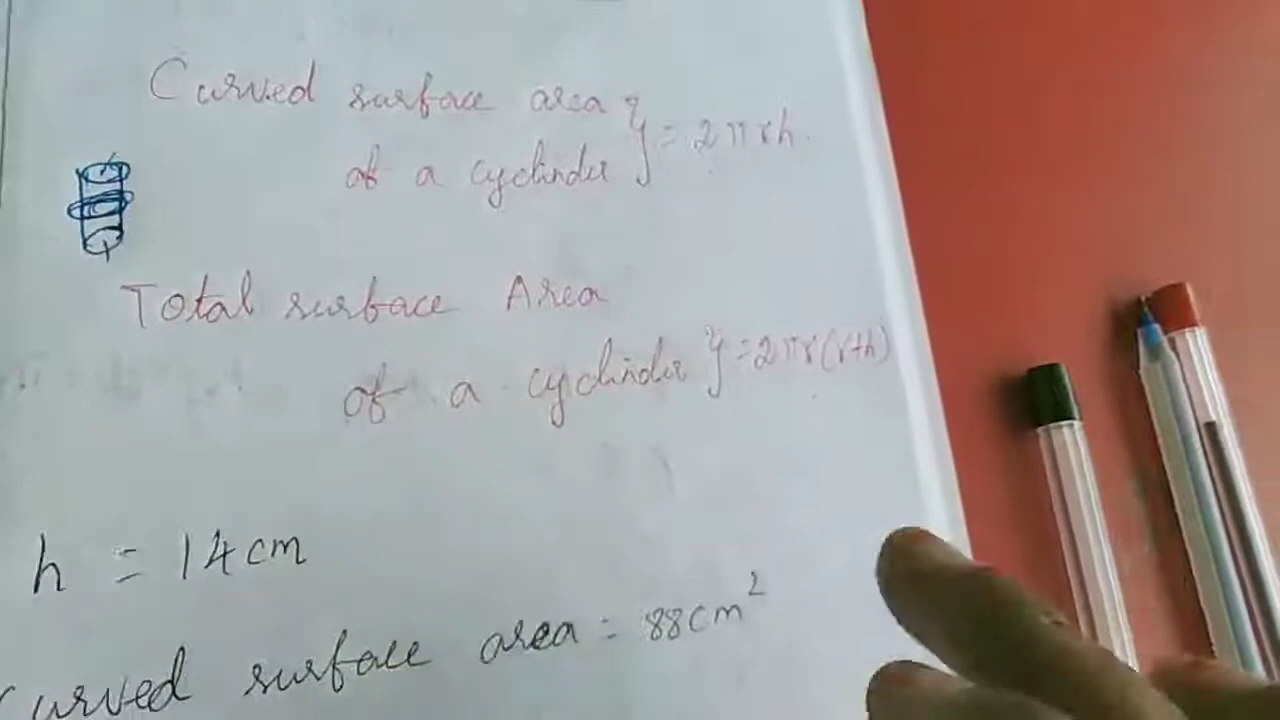 Curved surface area
of a cylinder } = 2πrh.
Total surface Area
of a cylinder } = 2πr(r+h)
h = 14cm
Curved surface area = 88cm²